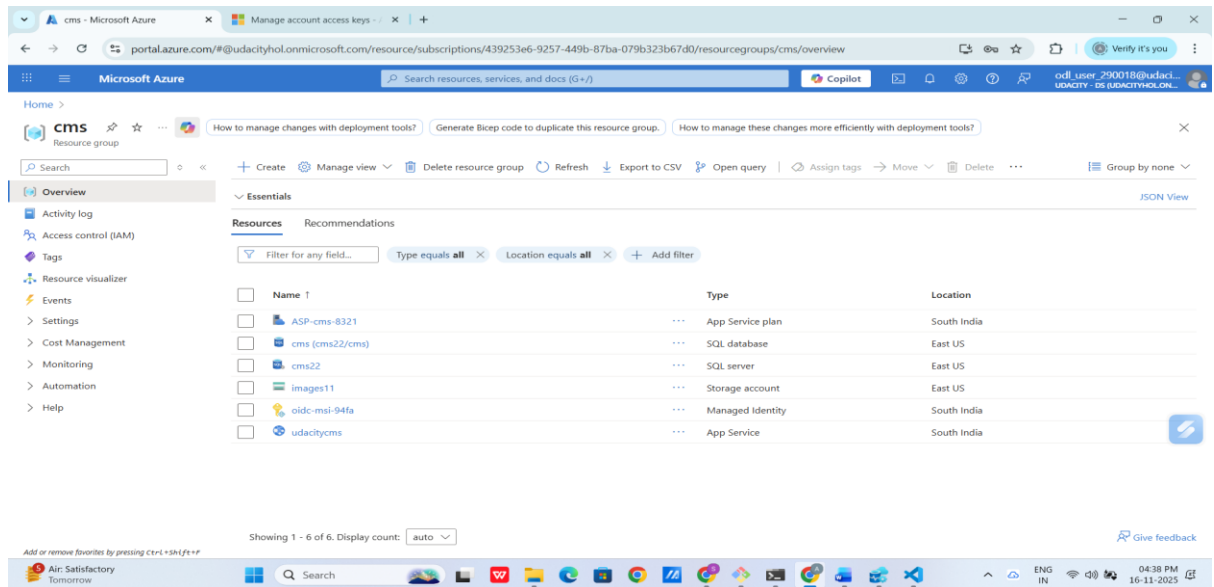 cms - Microsoft Azure
Manage account access keys - A
portal.azure.com/#@udacityhol.onmicrosoft.com/resource/subscriptions/439253e6-9257-449b-87ba-079b323b67d0/resourcegroups/cms/overview
Verify it's you
Microsoft Azure
Search resources, services, and docs (G+/)
Copilot
odl_user_290018@udaci...
UDACITY - DS (UDACITYHOL.ON...
Home >
cms
Resource group
How to manage changes with deployment tools?
Generate Bicep code to duplicate this resource group.
How to manage these changes more efficiently with deployment tools?
Search
Create Manage view Delete resource group Refresh Export to CSV Open query Assign tags Move Delete ... Group by none
Overview
Activity log
Access control (IAM)
Tags
Resource visualizer
Events
Settings
Cost Management
Monitoring
Automation
Help
Essentials
JSON View
Resources Recommendations
Filter for any field...
Type equals all
Location equals all
Add filter
Name ↑ Type Location
ASP-cms-8321 ... App Service plan South India
cms (cms22/cms) ... SQL database East US
cms22 ... SQL server East US
images11 ... Storage account East US
oidc-msi-94fa ... Managed Identity South India
udacitycms ... App Service South India
Showing 1 - 6 of 6. Display count: auto
Give feedback
Add or remove favorites by pressing Ctrl+Shift+F
5
Air: Satisfactory
Tomorrow
Search
ENG
IN
04:38 PM
16-11-2025